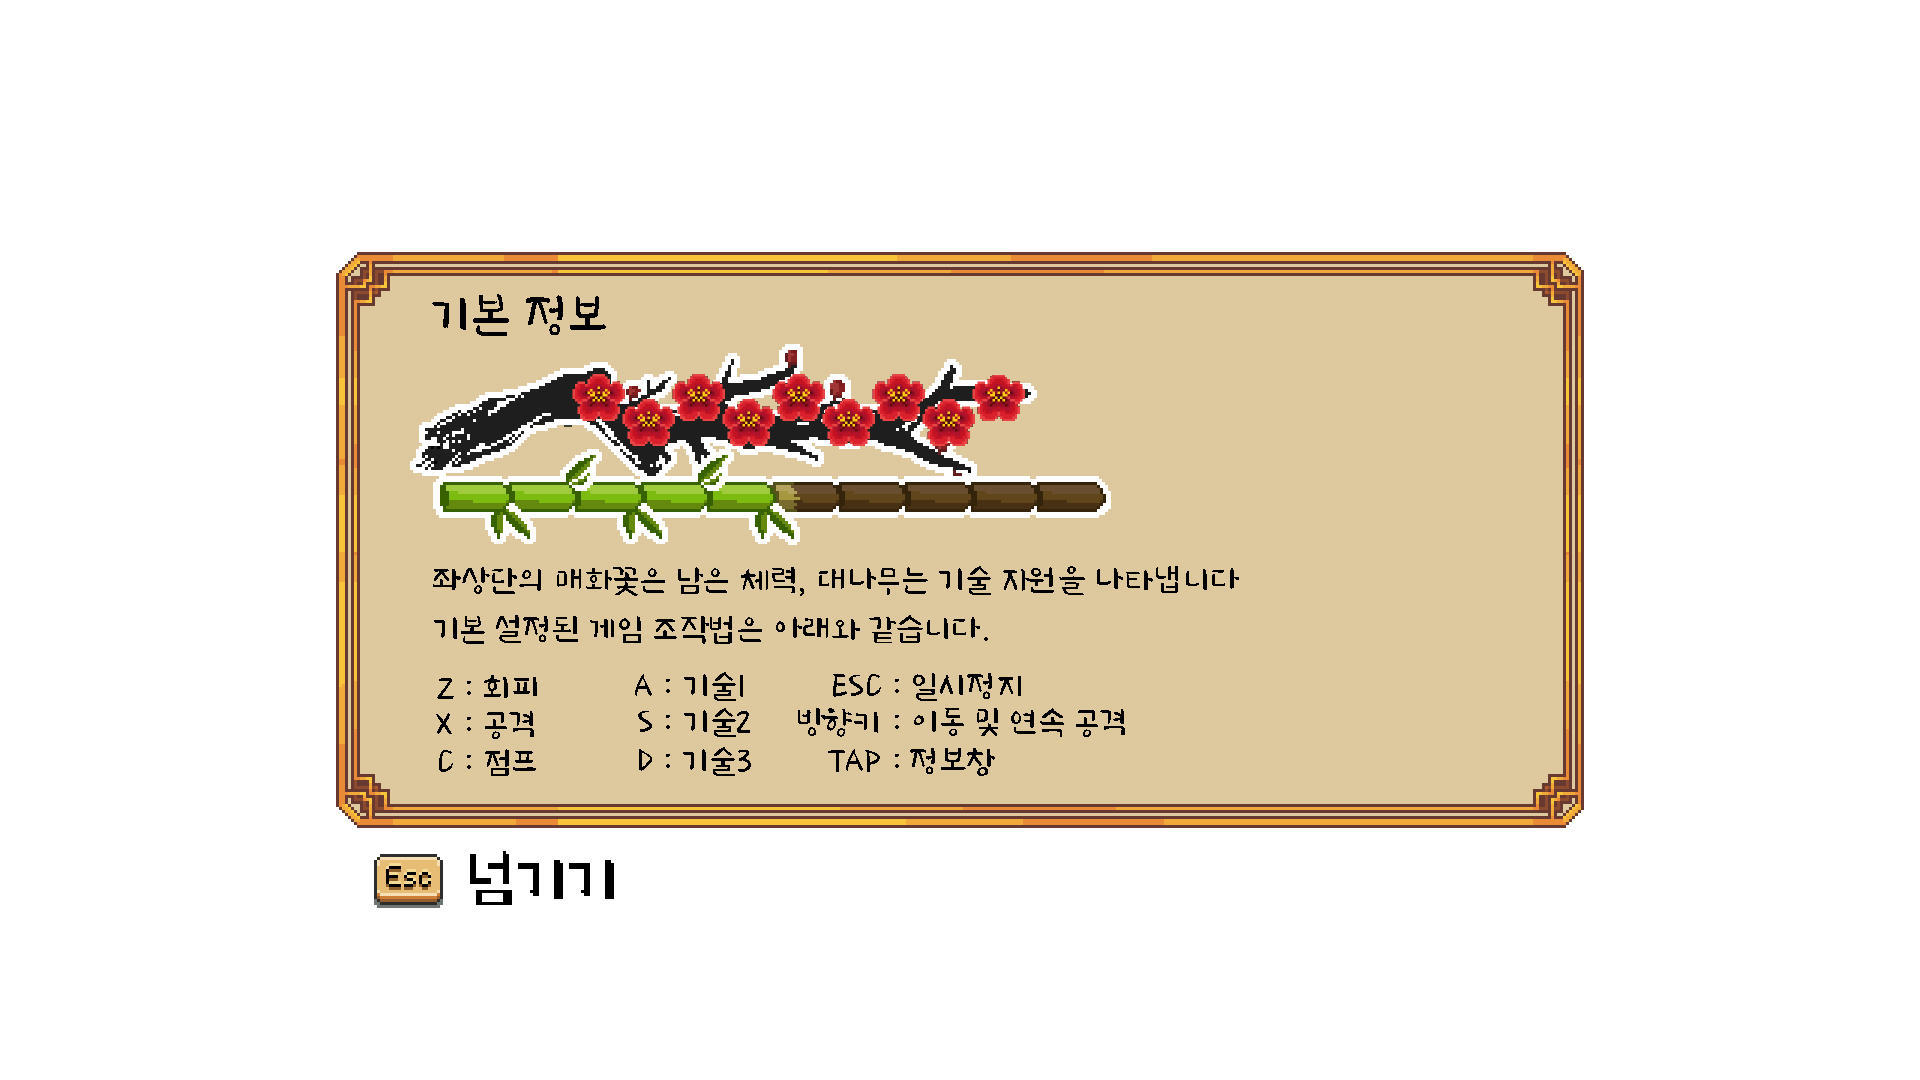 기본 정보
좌상단의 매화꽃은 남은 체력, 대나무는 기술 자원을 나타냅니다
기본 설정된 게임 조작법은 아래와 같습니다.
Z : 회피 A : 기술1 ESC : 일시정지
X : 공격 S : 기술2 방향키 : 이동 및 연속 공격
C : 점프 D : 기술3 TAP : 정보창
Esc 넘기기